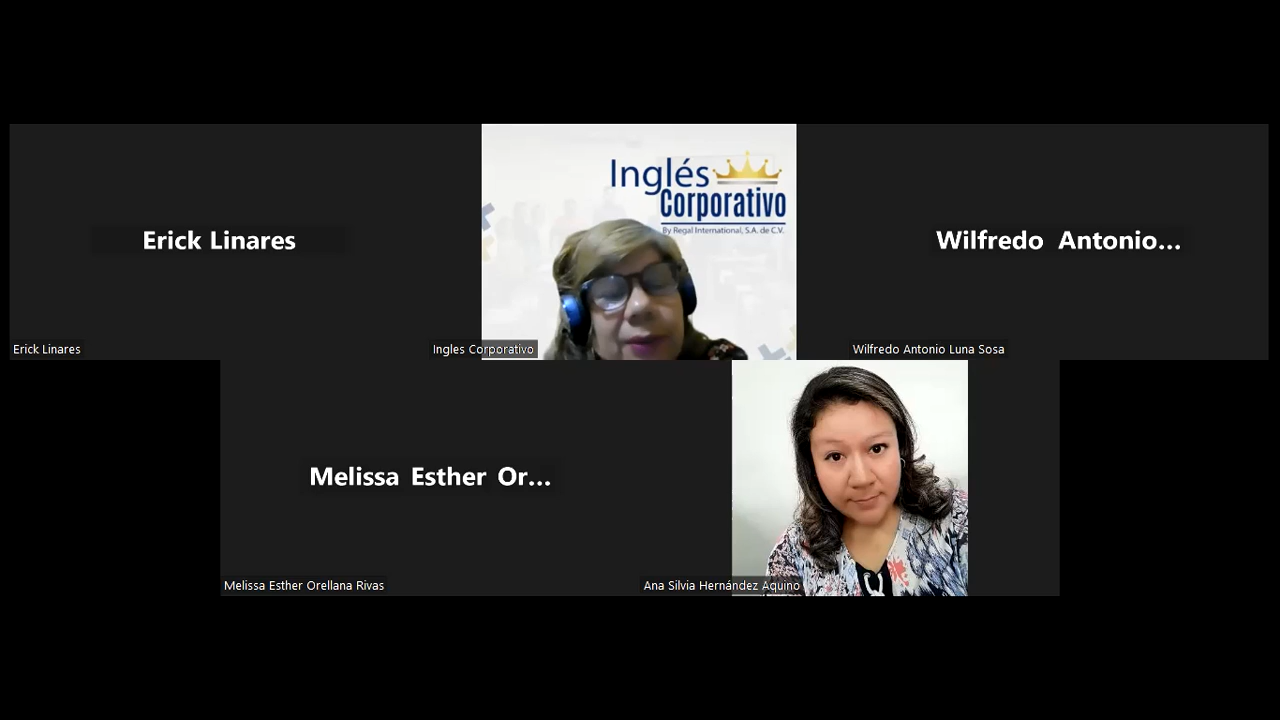 Inglés
Corporativo
By Regal International, S.A. de C.V.
Erick Linares
Wilfredo Antonio...
Erick Linares
Ingles Corporativo
Wilfredo Antonio Luna Sosa
Melissa Esther Or...
Melissa Esther Orellana Rivas
Ana Silvia Hernández Aquino